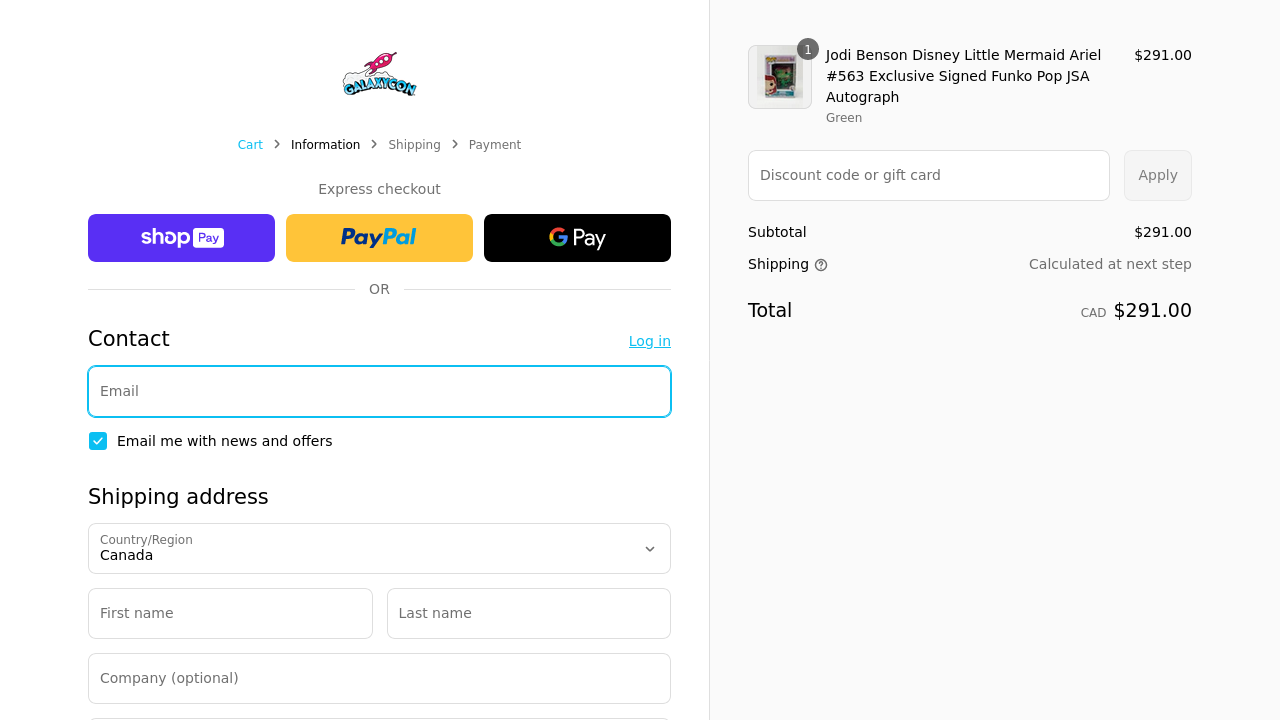 GALAXYCON
Cart
Information
Shipping
Payment
Express checkout
shop Pay
PayPal
G Pay
OR
Contact
Log in
Email
Email me with news and offers
Shipping address
Country/Region
Canada
First name
Last name
Company (optional)
1
Jodi Benson Disney Little Mermaid Ariel
#563 Exclusive Signed Funko Pop JSA
Autograph
Green
$291.00
Discount code or gift card
Apply
Subtotal
$291.00
Shipping
Calculated at next step
Total
CAD $291.00